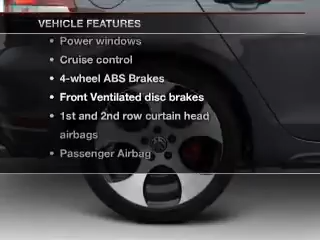 VEHICLE FEATURES
• Power windows
• Cruise control
• 4-wheel ABS Brakes
• Front Ventilated disc brakes
• 1st and 2nd row curtain head
airbags
• Passenger Airbag